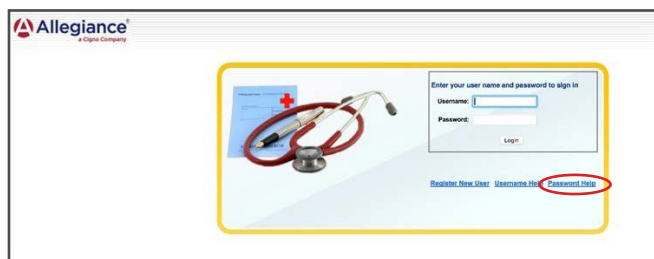 Allegiance®
a Cigna Company
Enter your user name and password to sign in
Username:
Password:
Login
Register New User Username Help Password Help